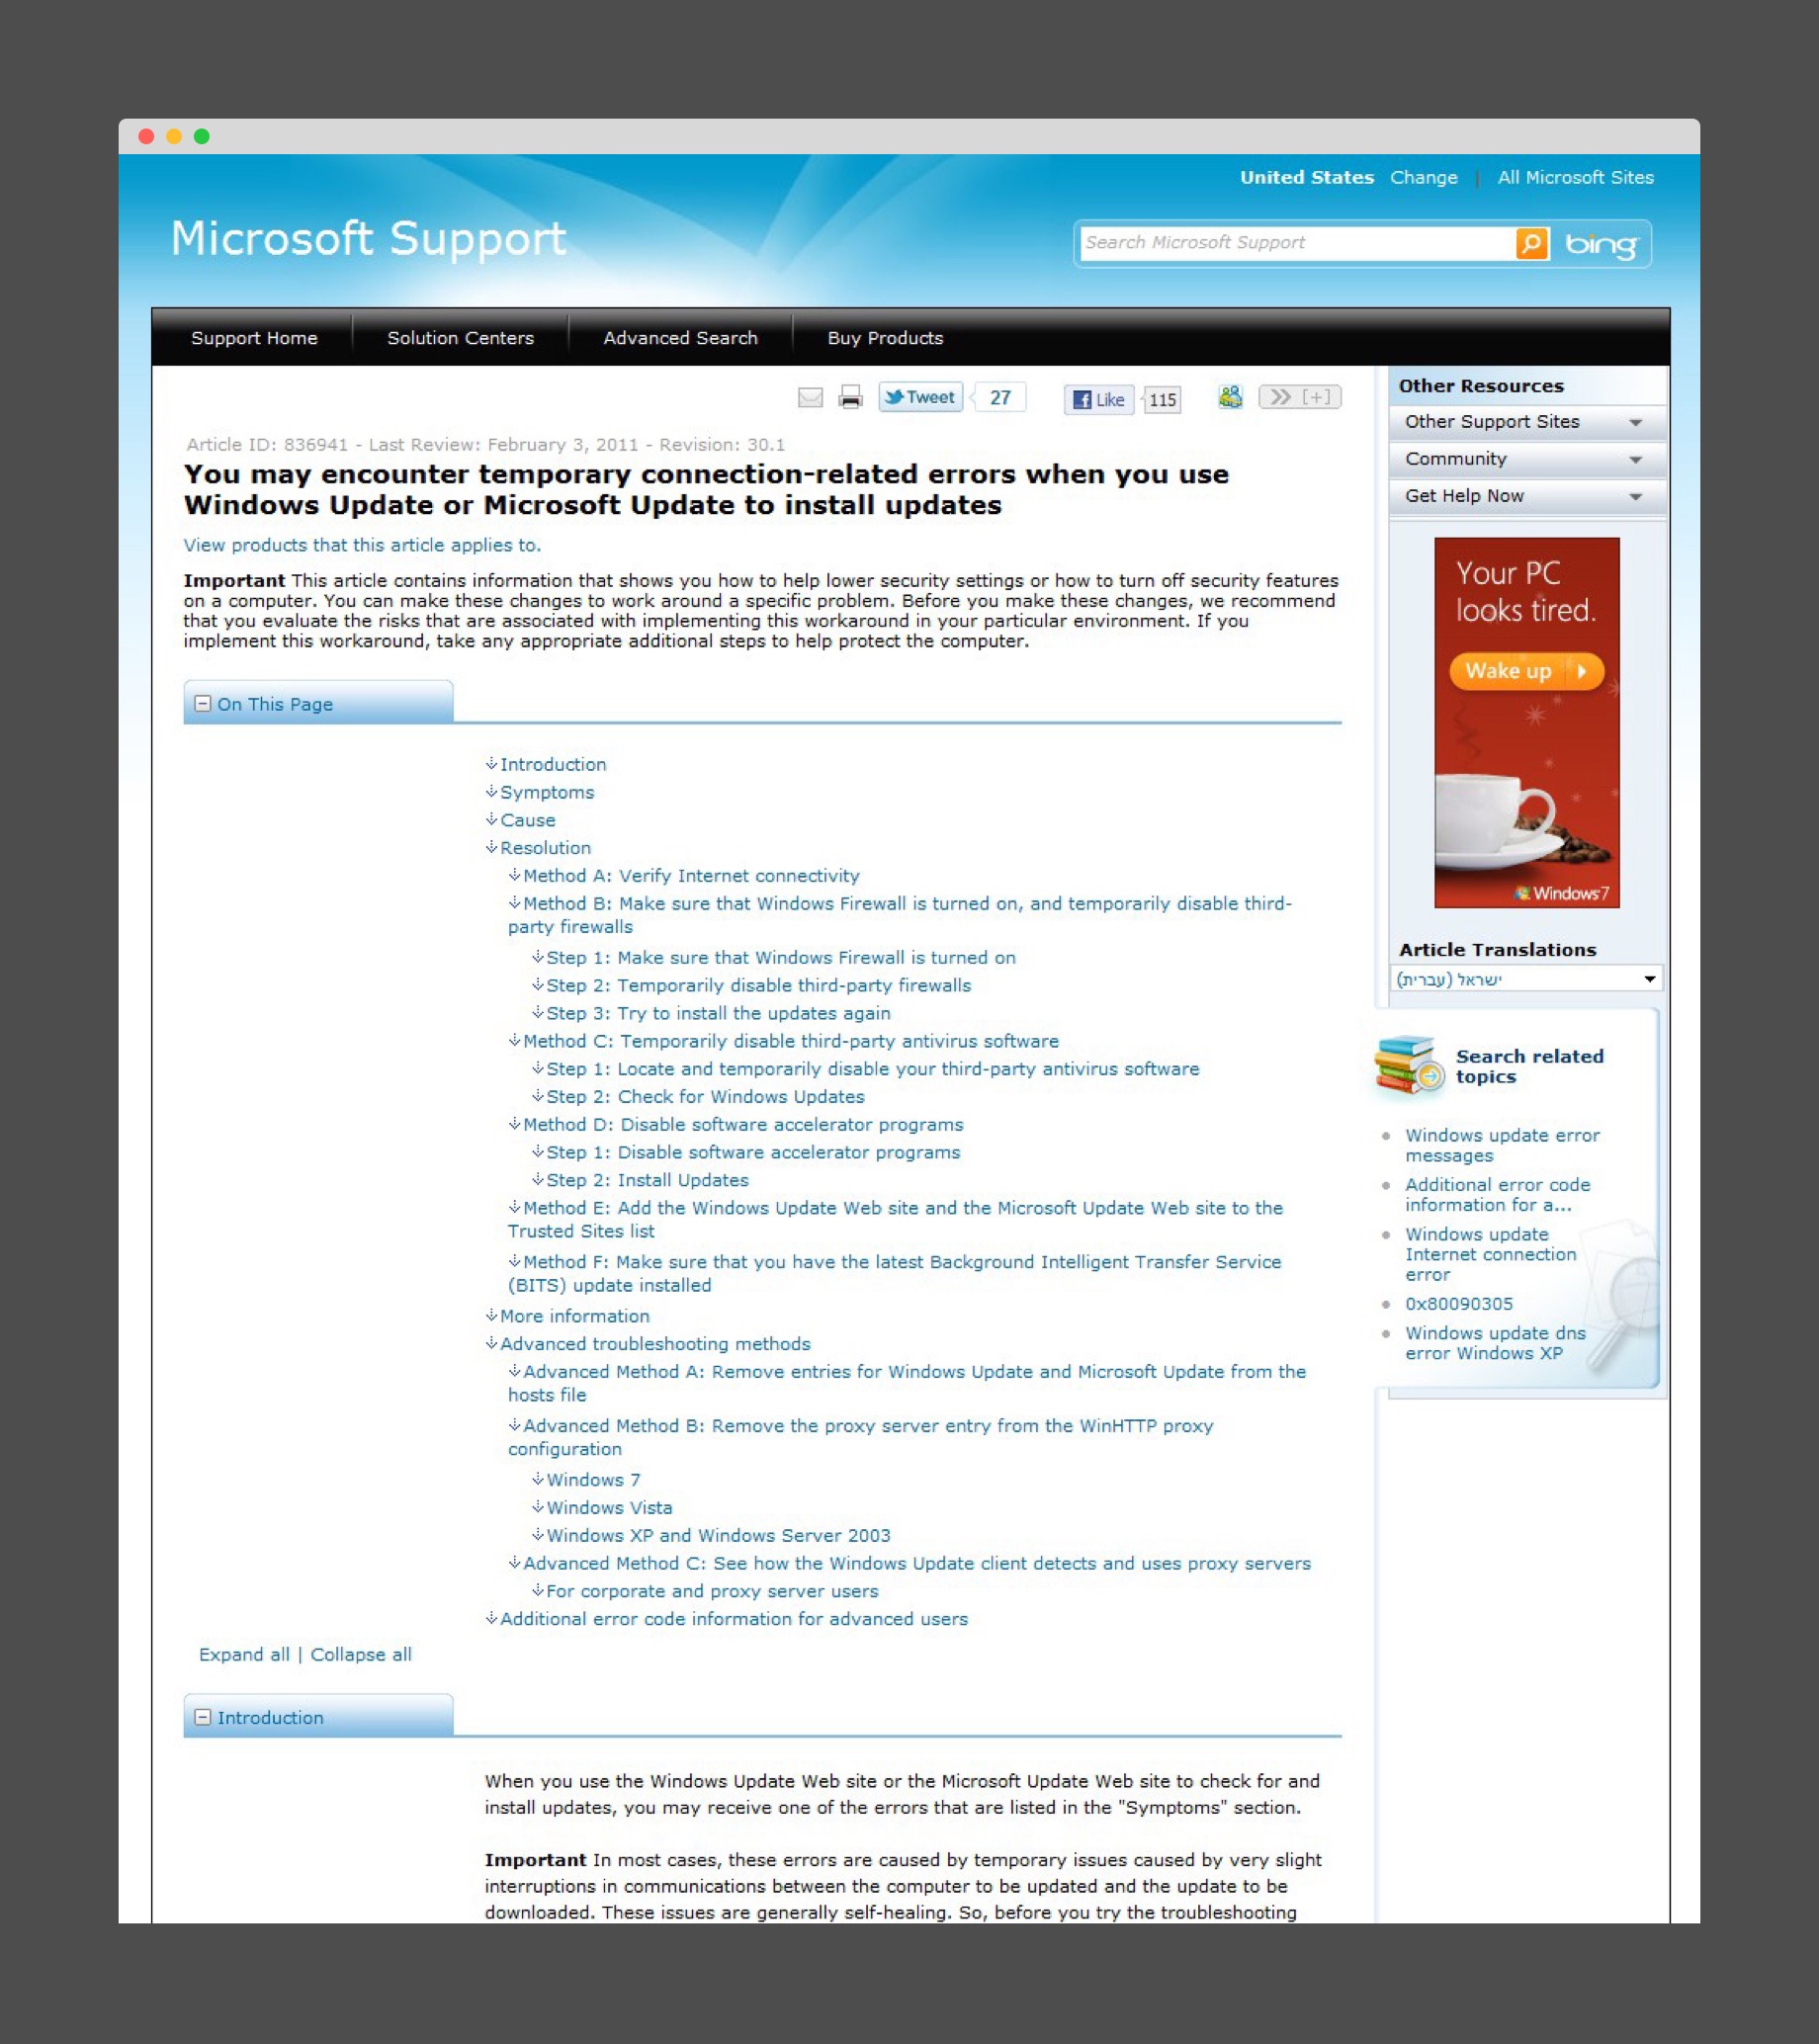 United States Change | All Microsoft Sites
Microsoft Support
Search Microsoft Support
bing
Support Home
Solution Centers
Advanced Search
Buy Products
Tweet 27
Like 115
[+]
Article ID: 836941 - Last Review: February 3, 2011 - Revision: 30.1
You may encounter temporary connection-related errors when you use
Windows Update or Microsoft Update to install updates
View products that this article applies to.
Important This article contains information that shows you how to help lower security settings or how to turn off security features
on a computer. You can make these changes to work around a specific problem. Before you make these changes, we recommend
that you evaluate the risks that are associated with implementing this workaround in your particular environment. If you
implement this workaround, take any appropriate additional steps to help protect the computer.
On This Page
Introduction
Symptoms
Cause
Resolution
Method A: Verify Internet connectivity
Method B: Make sure that Windows Firewall is turned on, and temporarily disable third-
party firewalls
Step 1: Make sure that Windows Firewall is turned on
Step 2: Temporarily disable third-party firewalls
Step 3: Try to install the updates again
Method C: Temporarily disable third-party antivirus software
Step 1: Locate and temporarily disable your third-party antivirus software
Step 2: Check for Windows Updates
Method D: Disable software accelerator programs
Step 1: Disable software accelerator programs
Step 2: Install Updates
Method E: Add the Windows Update Web site and the Microsoft Update Web site to the
Trusted Sites list
Method F: Make sure that you have the latest Background Intelligent Transfer Service
(BITS) update installed
More information
Advanced troubleshooting methods
Advanced Method A: Remove entries for Windows Update and Microsoft Update from the
hosts file
Advanced Method B: Remove the proxy server entry from the WinHTTP proxy
configuration
Windows 7
Windows Vista
Windows XP and Windows Server 2003
Advanced Method C: See how the Windows Update client detects and uses proxy servers
For corporate and proxy server users
Additional error code information for advanced users
Expand all | Collapse all
Introduction
When you use the Windows Update Web site or the Microsoft Update Web site to check for and
install updates, you may receive one of the errors that are listed in the "Symptoms" section.
Important In most cases, these errors are caused by temporary issues caused by very slight
interruptions in communications between the computer to be updated and the update to be
downloaded. These issues are generally self-healing. So, before you try the troubleshooting
Other Resources
Other Support Sites
Community
Get Help Now
Your PC
looks tired.
Wake up
Windows 7
Article Translations
ישראל (עברית)
Search related
topics
Windows update error
messages
Additional error code
information for a...
Windows update
Internet connection
error
0x80090305
Windows update dns
error Windows XP